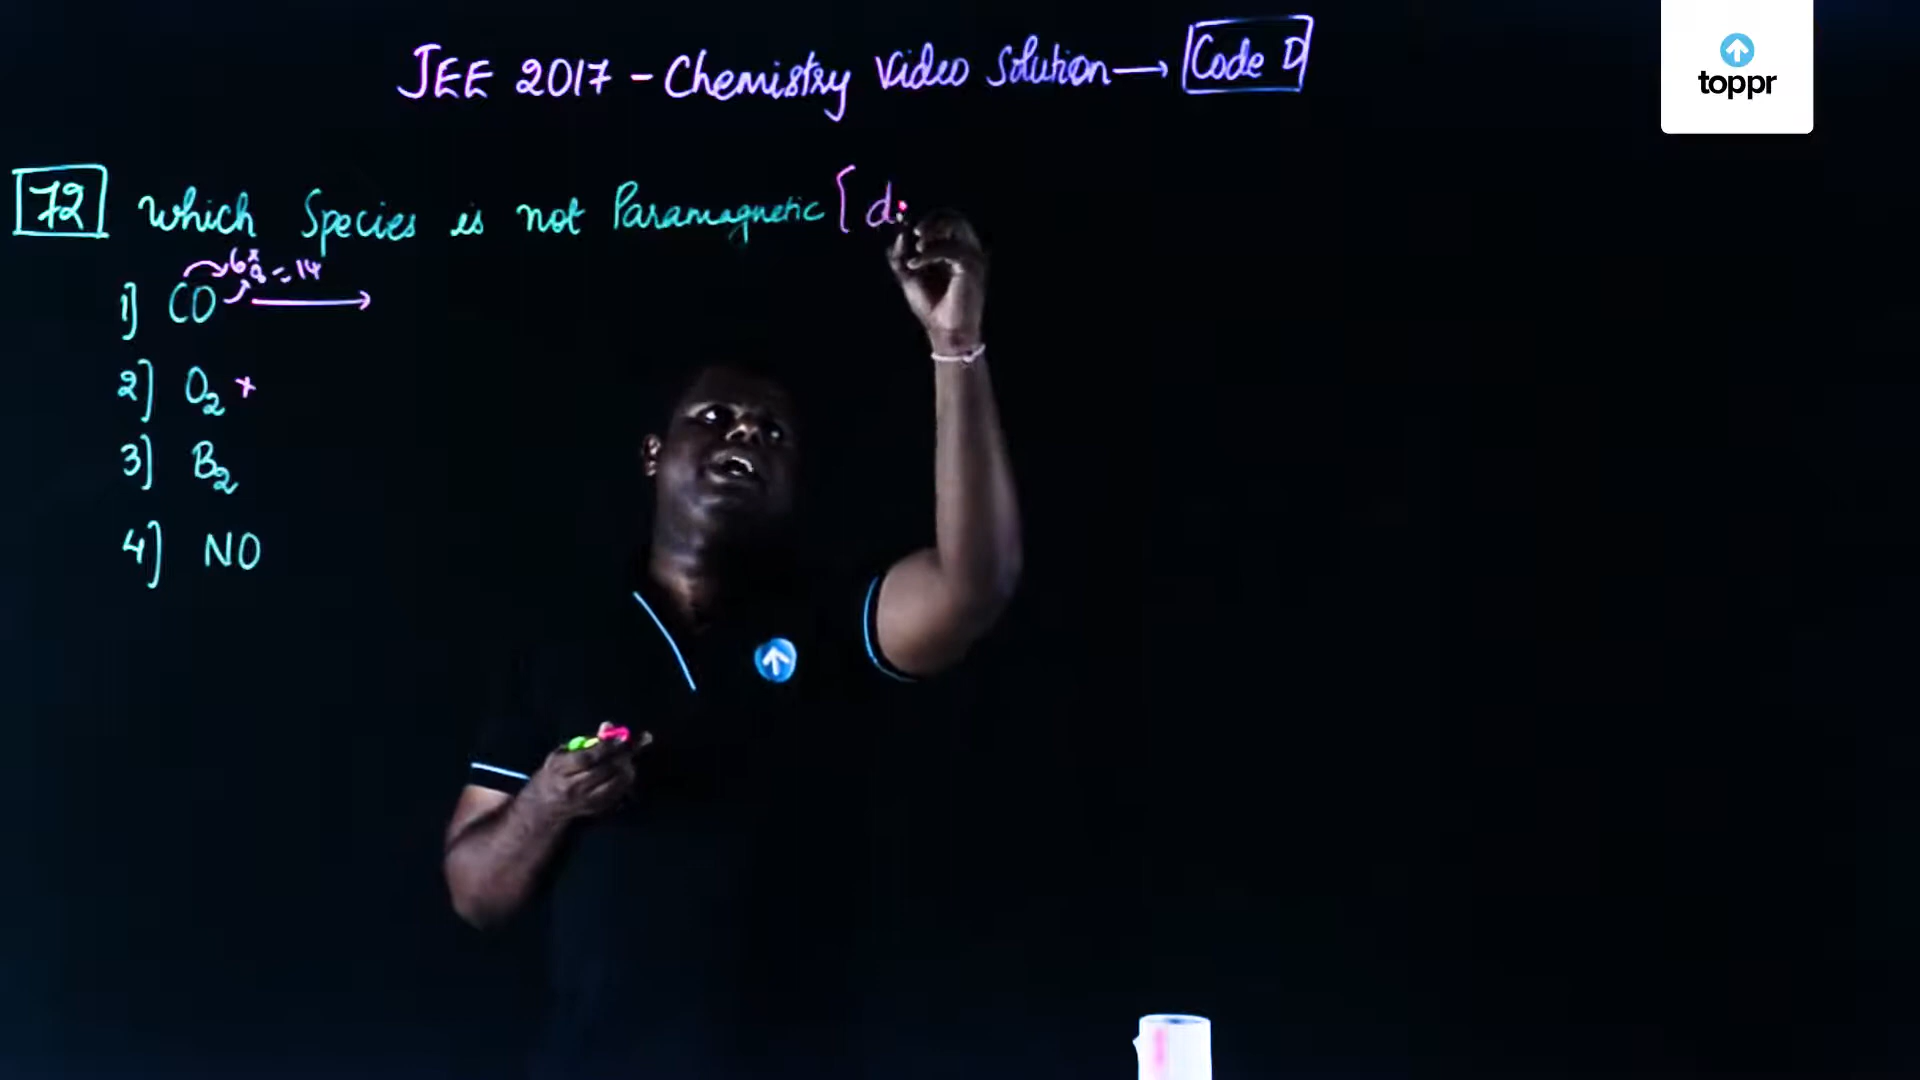 JEE 2017 - Chemistry Video Solution → Code D
toppr
72 Which Species is not Paramagnetic [di
6
8 = 14
1] CO →
2] O2 ×
3] B2
4] NO